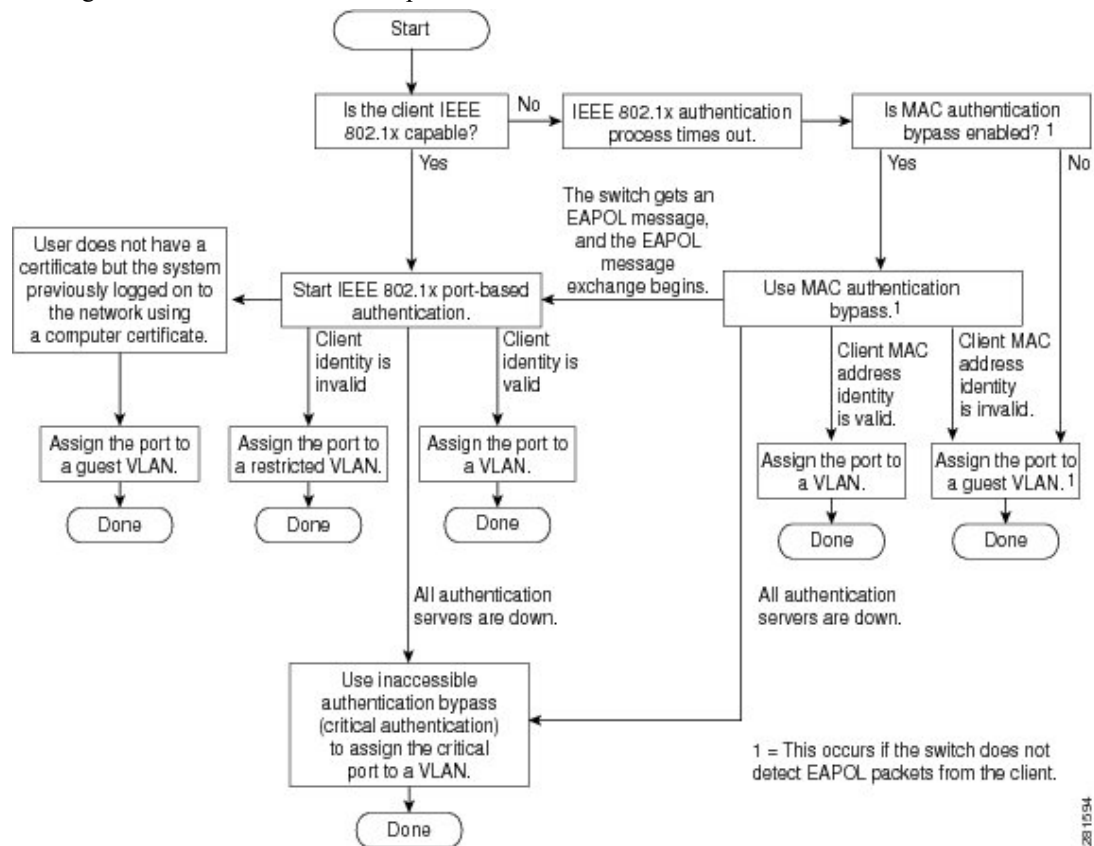 Start
Is the client IEEE
802.1x capable?
No
IEEE 802.1x authentication
process times out.
Is MAC authentication
bypass enabled? 1
Yes
Yes
No
The switch gets an
EAPOL message,
and the EAPOL
message
exchange begins.
User does not have a
certificate but the system
previously logged on to
the network using
a computer certificate.
Start IEEE 802.1x port-based
authentication.
Use MAC authentication
bypass.1
Client
identity is
invalid
Client
identity is
valid
Client MAC
address
identity
is valid.
Client MAC
address
identity
is invalid.
Assign the port to
a guest VLAN.
Assign the port to
a restricted VLAN.
Assign the port to
a VLAN.
Assign the port to
a VLAN.
Assign the port to
a guest VLAN.1
Done
Done
Done
Done
Done
All authentication
servers are down.
All authentication
servers are down.
Use inaccessible
authentication bypass
(critical authentication)
to assign the critical
port to a VLAN.
Done
1 = This occurs if the switch does not
detect EAPOL packets from the client.
281594